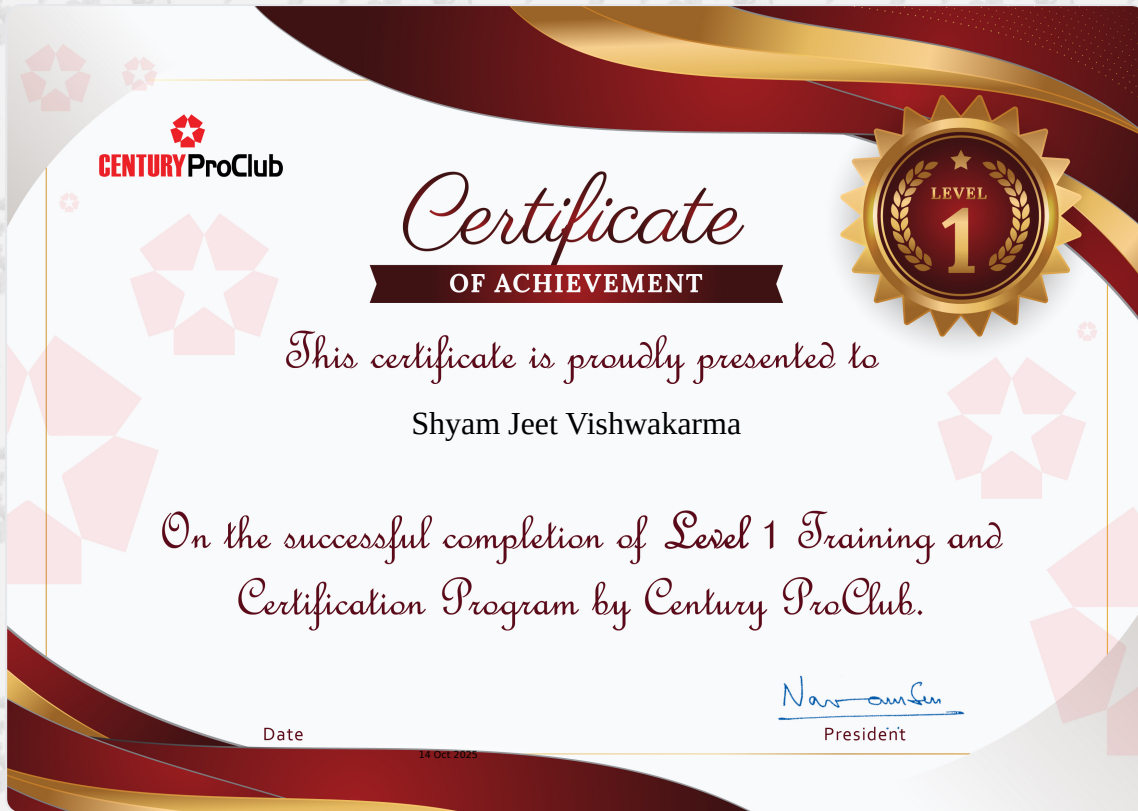 CENTURY ProClub
LEVEL
1
Certificate
OF ACHIEVEMENT
This certificate is proudly presented to
Shyam Jeet Vishwakarma
On the successful completion of Level 1 Training and
Certification Program by Century ProClub.
Date
President
14 Oct 2025